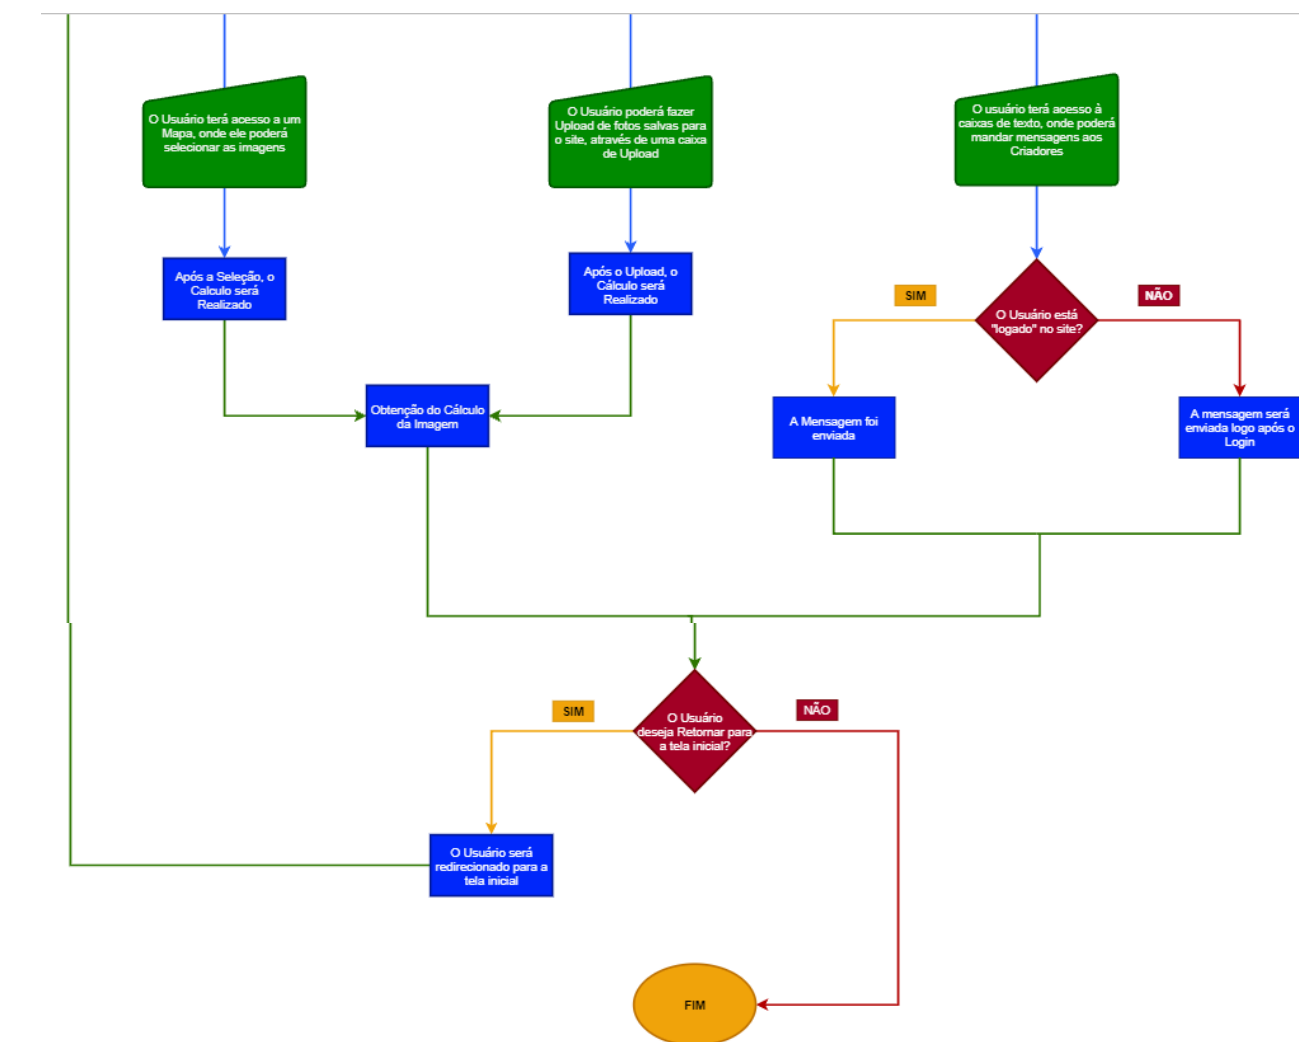 O Usuário terá acesso a um
Mapa, onde ele poderá
selecionar as imagens
O Usuário poderá fazer
Upload de fotos salvas para
o site, através de uma caixa
de Upload
O usuário terá acesso à
caixas de texto, onde poderá
mandar mensagens aos
Criadores
Após a Seleção, o
Calculo será
Realizado
Após o Upload, o
Cálculo será
Realizado
SIM
NÃO
O Usuário está
"logado" no site?
Obtenção do Cálculo
da Imagem
A Mensagem foi
enviada
A mensagem será
enviada logo após o
Login
SIM
NÃO
O Usuário
deseja Retornar para
a tela inicial?
O Usuário será
redirecionado para a
tela inicial
FIM